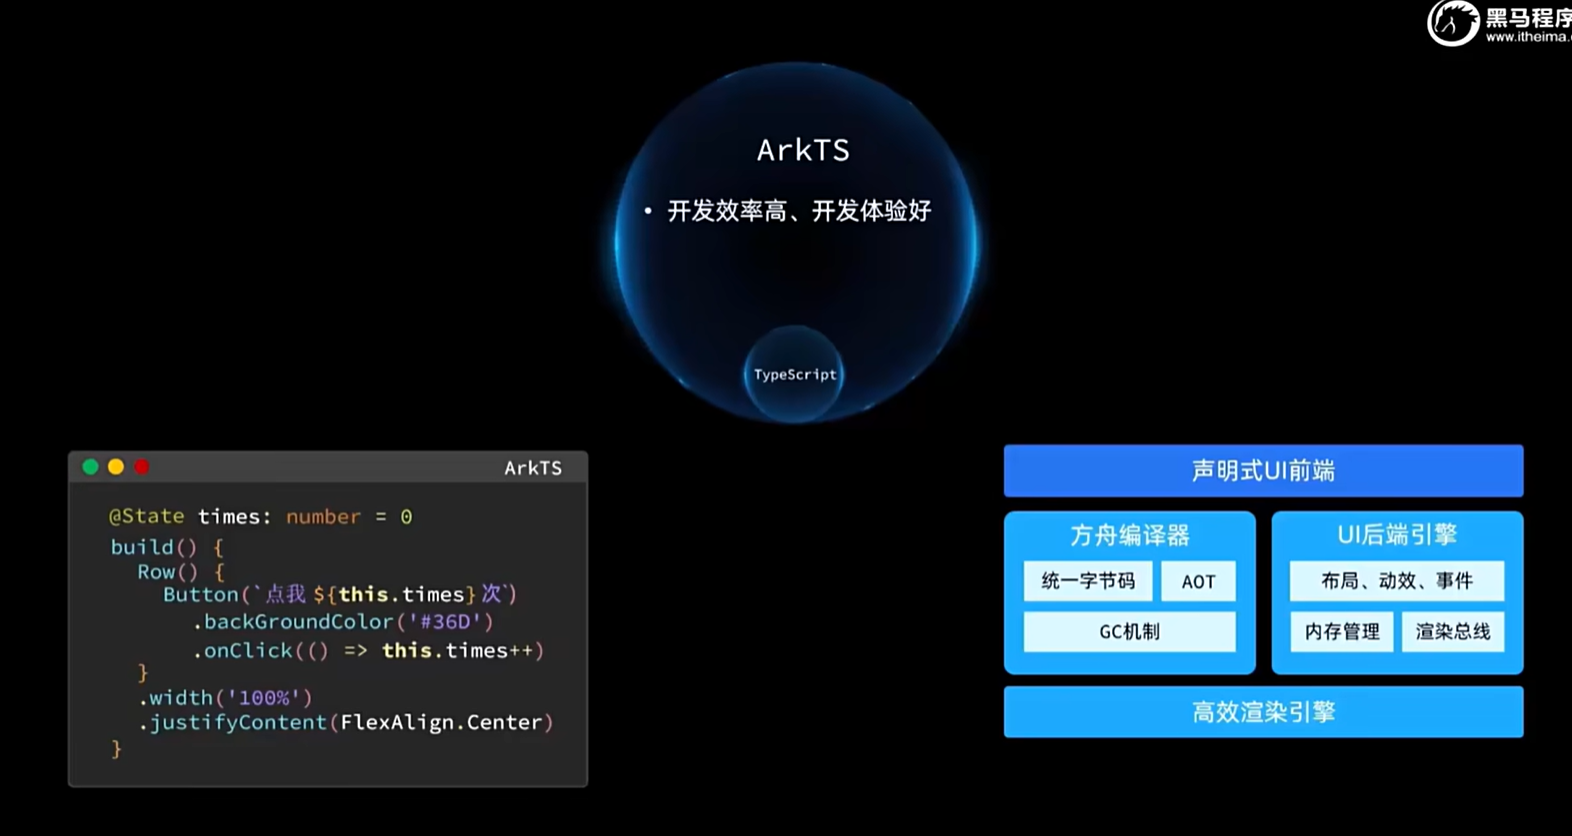 黑马程序
www.itheima.
ArkTS
• 开发效率高、开发体验好
TypeScript
ArkTS
@State times: number = 0
build() {
Row() {
Button(`点我 ${this.times}次`)
.backGroundColor('#36D')
.onClick(() => this.times++)
}
.width('100%')
.justifyContent(FlexAlign.Center)
}
声明式UI前端
方舟编译器
统一字节码
AOT
GC机制
UI后端引擎
布局、动效、事件
内存管理
渲染总线
高效渲染引擎